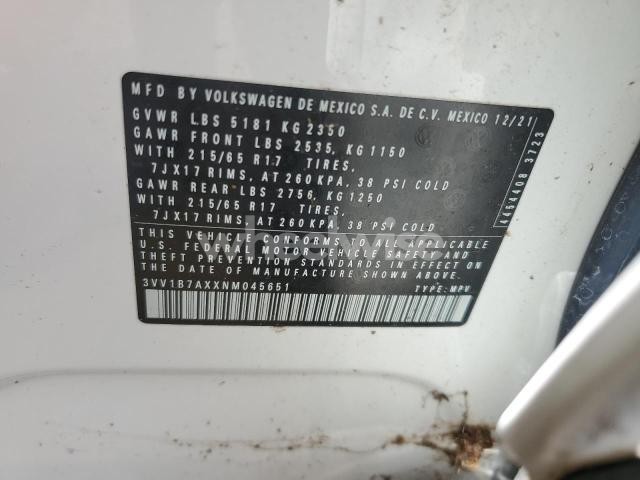 MFD BY VOLKSWAGEN DE MEXICO S.A. DE C.V. MEXICO 12/21
GVWR LBS 5181 KG 2350
GAWR FRONT LBS 2535, KG 1150
WITH 215/65 R17 TIRES,
7JX17 RIMS, AT 260 KPA, 38 PSI COLD
GAWR REAR LBS 2756, KG 1250
WITH 215/65 R17 TIRES,
7JX17 RIMS, AT 260 KPA, 38 PSI COLD
THIS VEHICLE CONFORMS TO ALL APPLICABLE
U.S. FEDERAL MOTOR VEHICLE SAFETY AND
THEFT PREVENTION STANDARDS IN EFFECT ON
THE DATE OF MANUFACTURE SHOWN ABOVE.
3VV1B7AXXNM045651
TYPE: MPV
4454408 3723